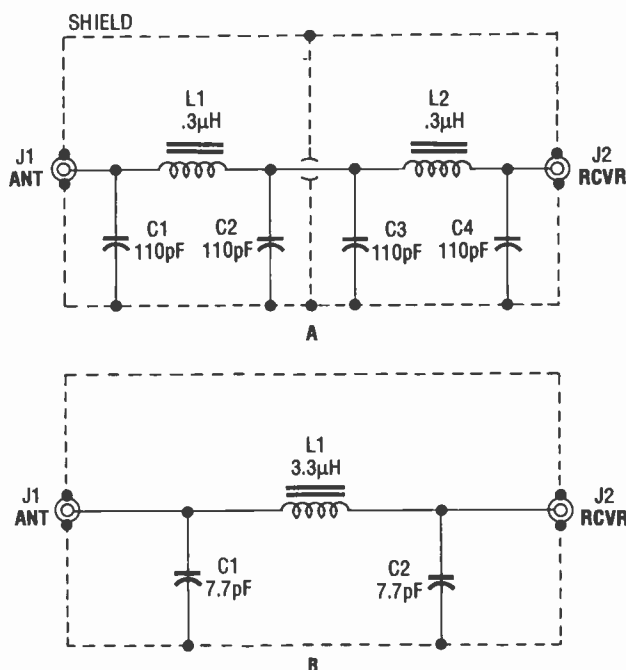 SHIELD
L1
.3µH
L2
.3µH
J1
ANT
J2
RCVR
C1
110pF
C2
110pF
C3
110pF
C4
110pF
A
L1
3.3µH
J1
ANT
J2
RCVR
C1
7.7pF
C2
7.7pF